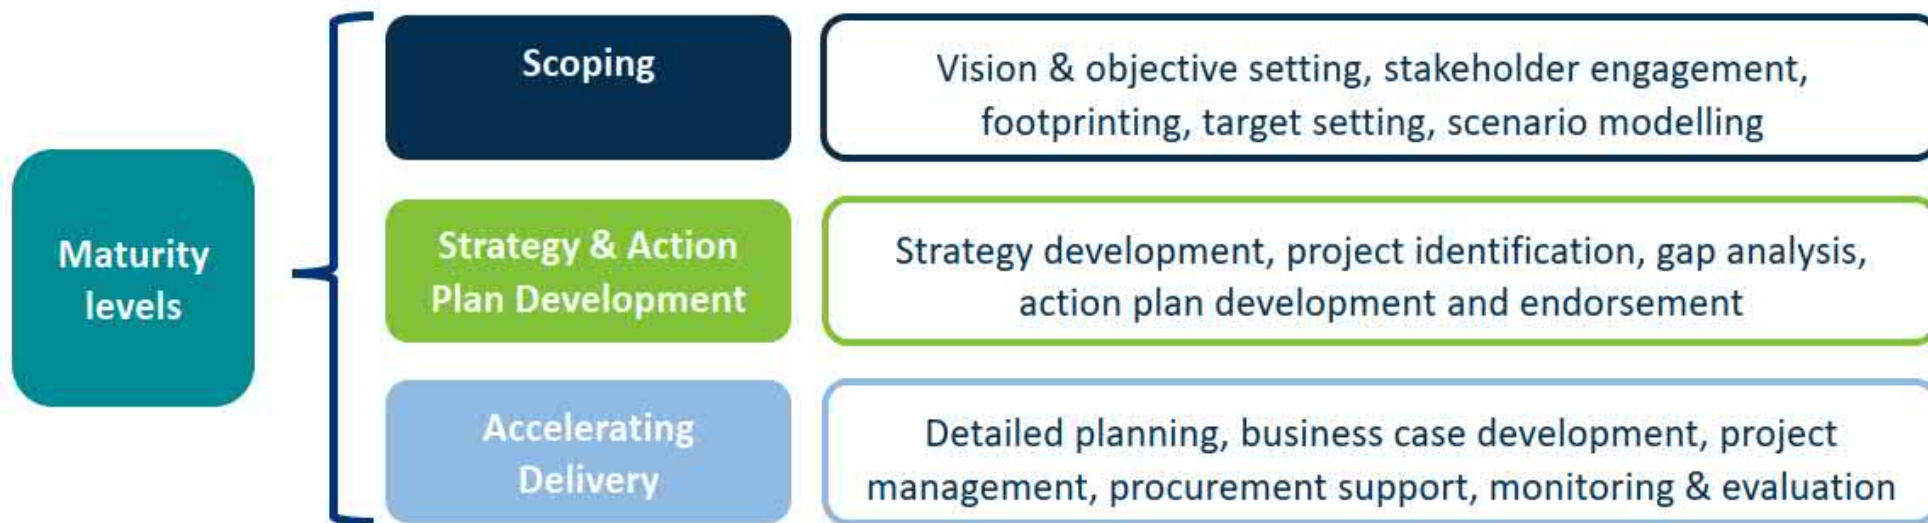 Maturity
levels
Scoping
Vision & objective setting, stakeholder engagement,
footprinting, target setting, scenario modelling
Strategy & Action
Plan Development
Strategy development, project identification, gap analysis,
action plan development and endorsement
Accelerating
Delivery
Detailed planning, business case development, project
management, procurement support, monitoring & evaluation